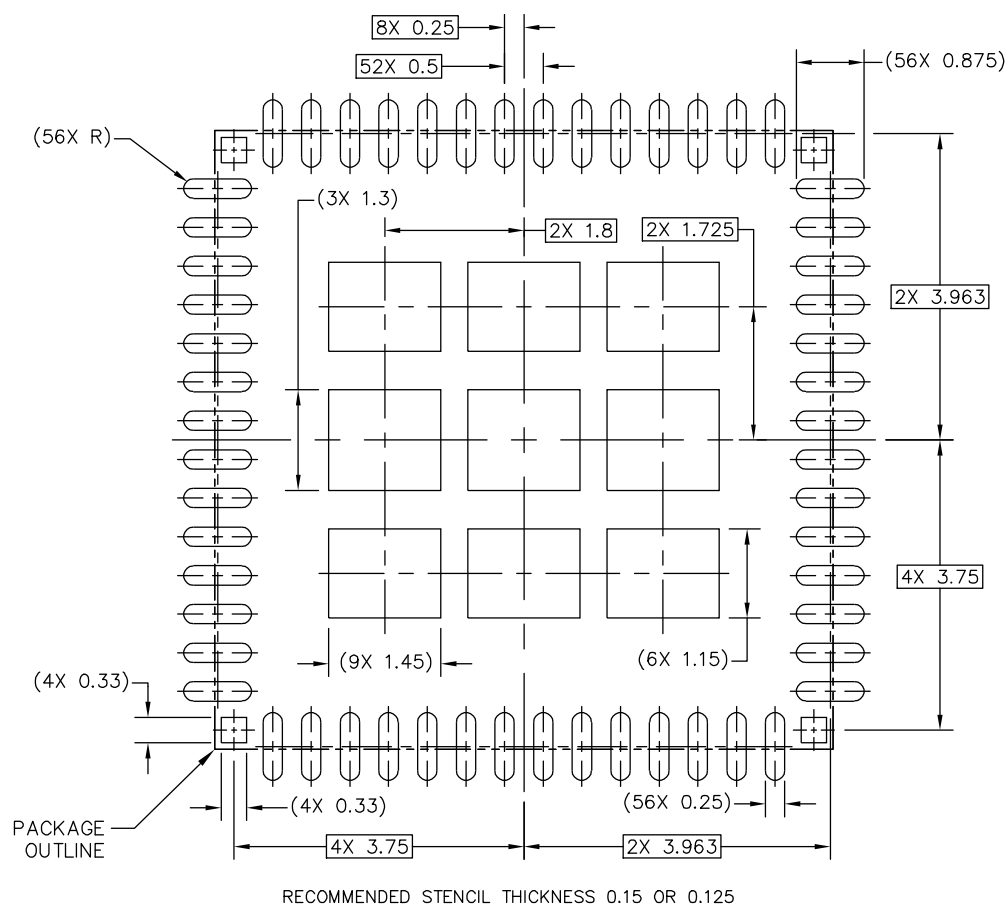 8X 0.25
52X 0.5
(56X 0.875)
(56X R)
(3X 1.3)
2X 1.8
2X 1.725
2X 3.963
4X 3.75
(9X 1.45)
(6X 1.15)
(4X 0.33)
(4X 0.33)
(56X 0.25)
PACKAGE
OUTLINE
4X 3.75
2X 3.963
RECOMMENDED STENCIL THICKNESS 0.15 OR 0.125